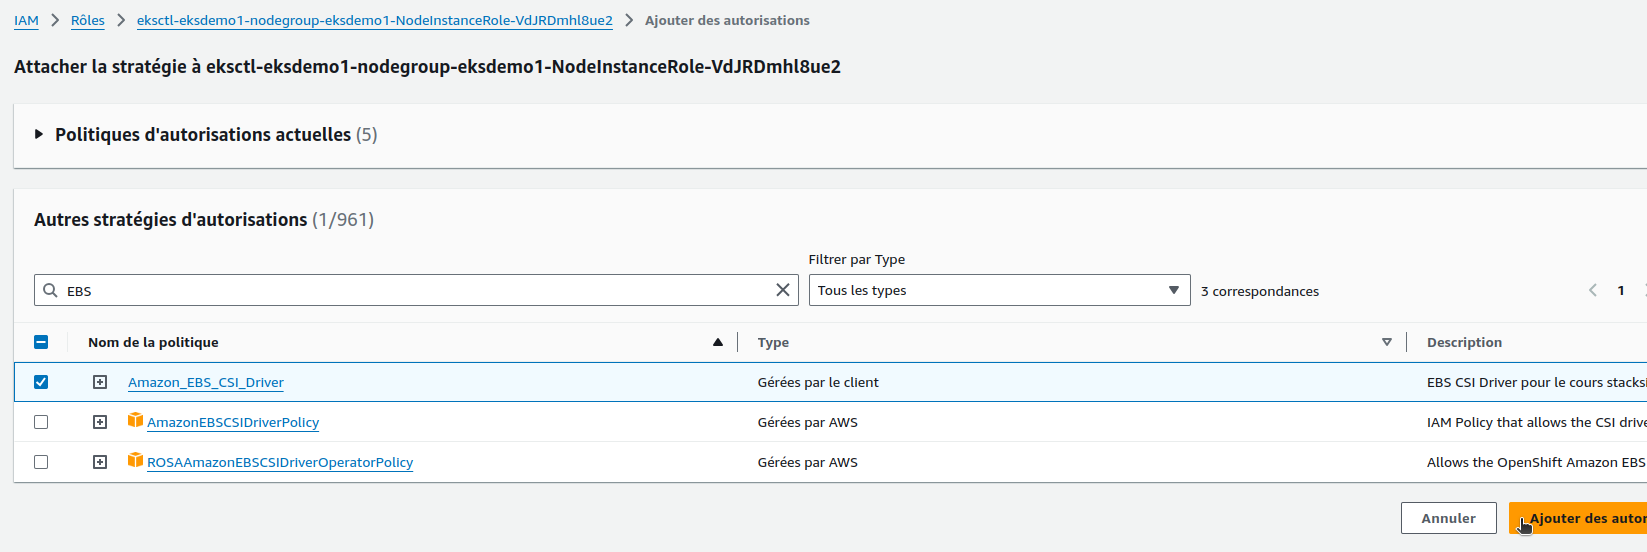 IAM > Rôles > eksctl-eksdemo1-nodegroup-eksdemo1-NodeInstanceRole-VdJRDmhl8ue2 > Ajouter des autorisations
Attacher la stratégie à eksctl-eksdemo1-nodegroup-eksdemo1-NodeInstanceRole-VdJRDmhl8ue2
Politiques d'autorisations actuelles (5)
Autres stratégies d'autorisations (1/961)
Filtrer par Type
EBS Tous les types 3 correspondances 1
Nom de la politique Type Description
Amazon_EBS_CSI_Driver Gérées par le client EBS CSI Driver pour le cours stacksi
AmazonEBSCSIDriverPolicy Gérées par AWS IAM Policy that allows the CSI drive
ROSAAmazonEBSCSIDriverOperatorPolicy Gérées par AWS Allows the OpenShift Amazon EBS
Annuler Ajouter des autor